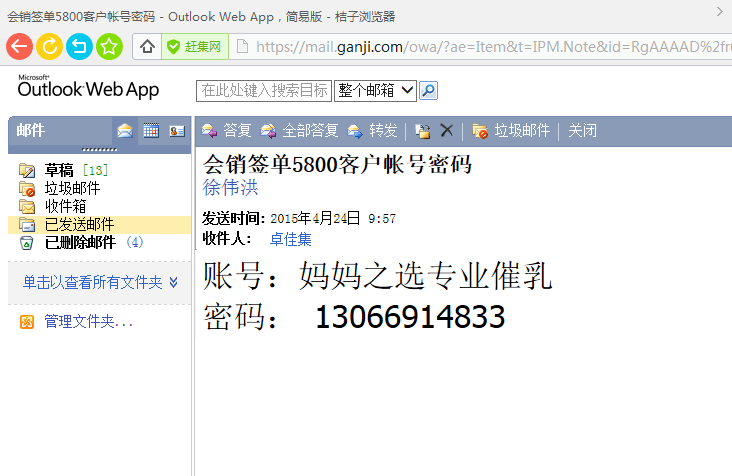 会销签单5800客户帐号密码 - Outlook Web App , 简易版 - 桔子浏览器
赶集网 https://mail.ganji.com/owa/?ae=Item&t=IPM.Note&id=RgAAAAD%2fr
Microsoft®
Outlook Web App
在此处键入搜索目标 整个邮箱
邮件
答复 全部答复 转发 垃圾邮件 关闭
草稿 [13]
垃圾邮件
收件箱
已发送邮件
已删除邮件 (4)
单击以查看所有文件夹
管理文件夹...
会销签单5800客户帐号密码
徐伟洪
发送时间: 2015年4月24日 9:57
收件人: 卓佳集
账号：妈妈之选专业催乳
密码： 13066914833